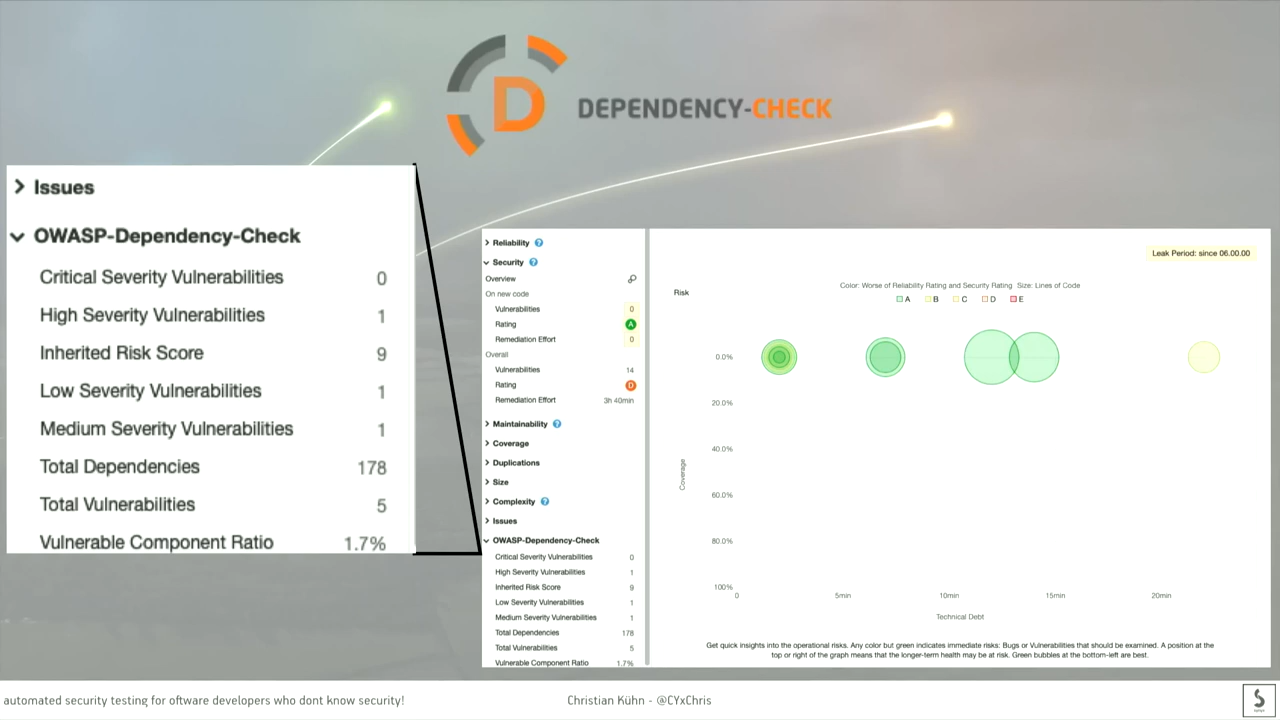 D DEPENDENCY-CHECK
Issues
OWASP-Dependency-Check
Critical Severity Vulnerabilities 0
High Severity Vulnerabilities 1
Inherited Risk Score 9
Low Severity Vulnerabilities 1
Medium Severity Vulnerabilities 1
Total Dependencies 178
Total Vulnerabilities 5
Vulnerable Component Ratio 1.7%
Reliability ?
Security ?
Overview
On new code
Vulnerabilities 0
Rating A
Remediation Effort 0
Overall
Vulnerabilities 14
Rating D
Remediation Effort 3h 40min
Maintainability ?
Coverage
Duplications
Size
Complexity ?
Issues
OWASP-Dependency-Check
Critical Severity Vulnerabilities 0
High Severity Vulnerabilities 1
Inherited Risk Score 9
Low Severity Vulnerabilities 1
Medium Severity Vulnerabilities 1
Total Dependencies 178
Total Vulnerabilities 5
Vulnerable Component Ratio 1.7%
Leak Period: since 06.00.00
Risk
Color: Worse of Reliability Rating and Security Rating Size: Lines of Code
A B C D E
0.0%
20.0%
40.0%
60.0%
80.0%
100%
Coverage
0 5min 10min 15min 20min
Technical Debt
Get quick insights into the operational risks. Any color but green indicates immediate risks: Bugs or Vulnerabilities that should be examined. A position at the
top or right of the graph means that the longer-term health may be at risk. Green bubbles at the bottom-left are best.
automated security testing for oftware developers who dont know security!
Christian Kühn - @CYxChris